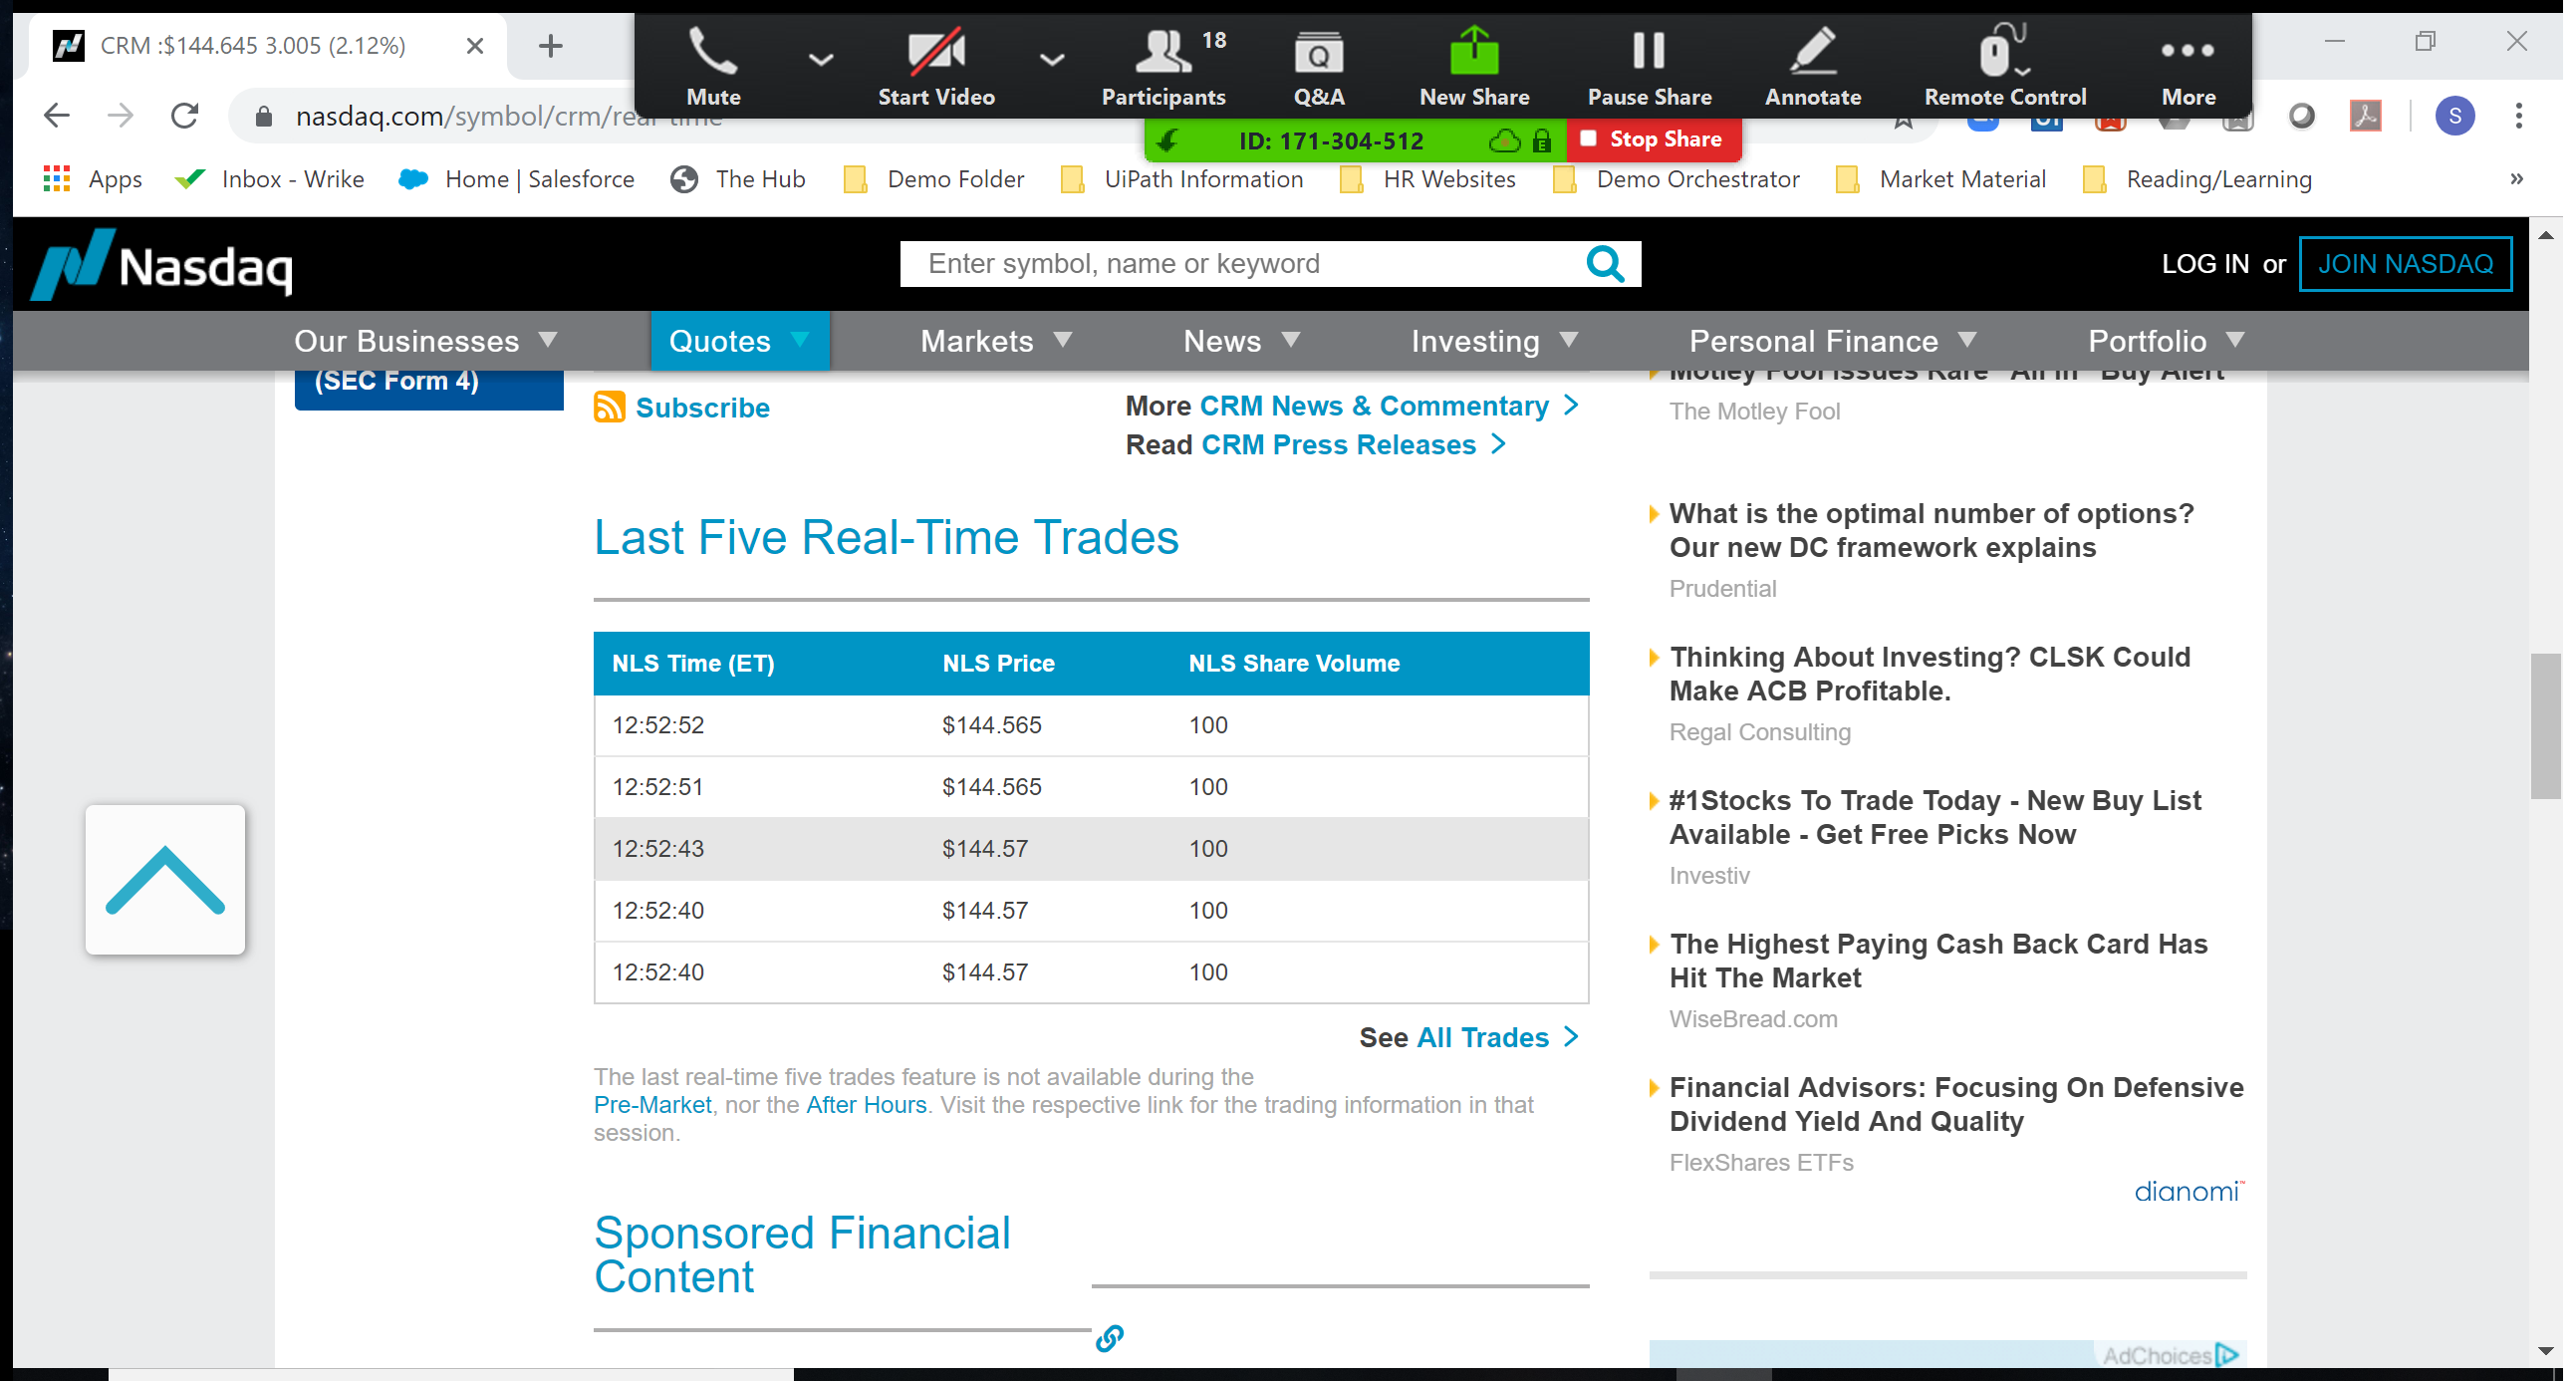 CRM :$144.645 3.005 (2.12%)
Mute
Start Video
Participants
18
Q
Q&A
New Share
Pause Share
Annotate
Remote Control
More
nasdaq.com/symbol/crm/real-time
S
ID: 171-304-512
E
Stop Share
Apps
Inbox - Wrike
Home | Salesforce
The Hub
Demo Folder
UiPath Information
HR Websites
Demo Orchestrator
Market Material
Reading/Learning
»
Nasdaq
Enter symbol, name or keyword
LOG IN or
JOIN NASDAQ
Our Businesses
Quotes
Markets
News
Investing
Personal Finance
Portfolio
(SEC Form 4)
Subscribe
More CRM News & Commentary
Read CRM Press Releases
Last Five Real-Time Trades
NLS Time (ET) NLS Price NLS Share Volume
12:52:52 $144.565 100
12:52:51 $144.565 100
12:52:43 $144.57 100
12:52:40 $144.57 100
12:52:40 $144.57 100
See All Trades
The last real-time five trades feature is not available during the
Pre-Market, nor the After Hours. Visit the respective link for the trading information in that
session.
Sponsored Financial
Content
Motley Fool Issues Rare "All In" Buy Alert
The Motley Fool
What is the optimal number of options?
Our new DC framework explains
Prudential
Thinking About Investing? CLSK Could
Make ACB Profitable.
Regal Consulting
#1Stocks To Trade Today - New Buy List
Available - Get Free Picks Now
Investiv
The Highest Paying Cash Back Card Has
Hit The Market
WiseBread.com
Financial Advisors: Focusing On Defensive
Dividend Yield And Quality
FlexShares ETFs
dianomi™
AdChoices